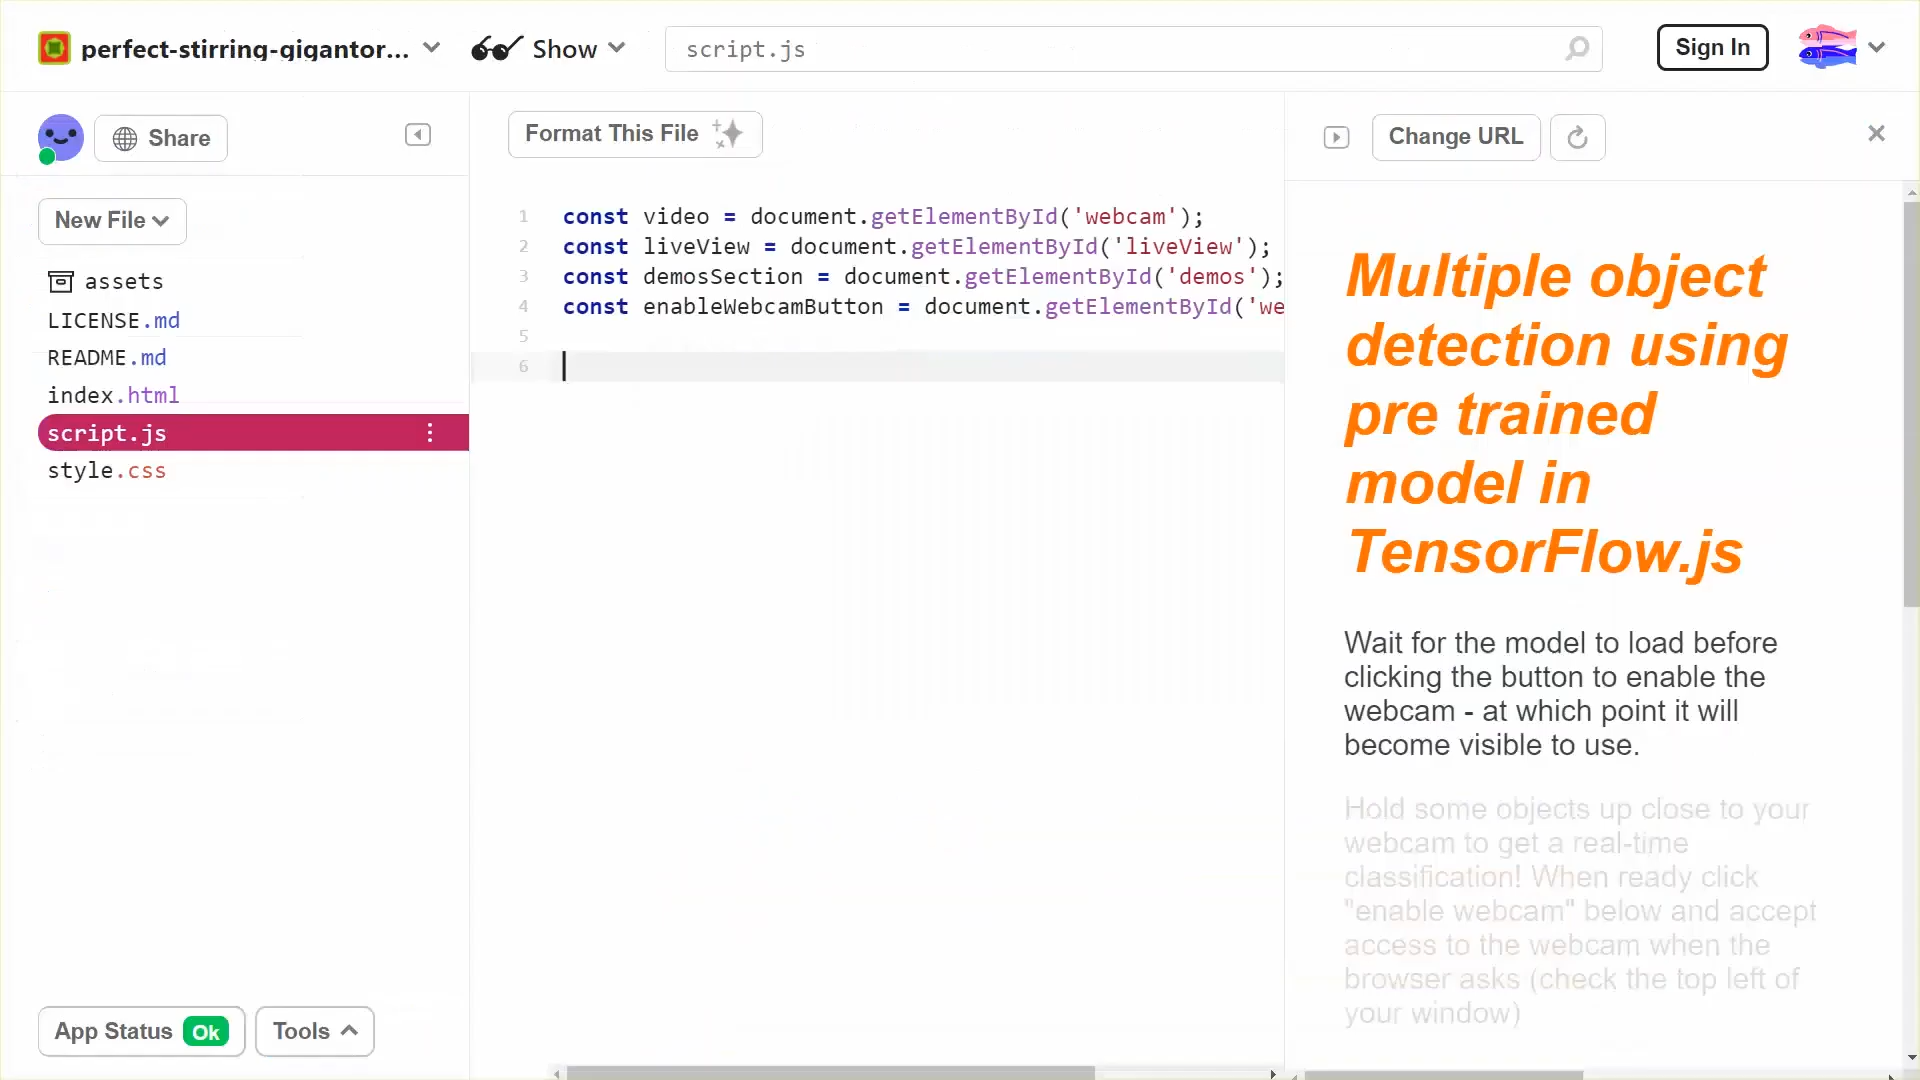 perfect-stirring-gigantor...
Show
script.js
Sign In
Share
Format This File
Change URL
New File
assets
LICENSE.md
README.md
index.html
script.js
style.css
App Status Ok
Tools
1 const video = document.getElementById('webcam');
2 const liveView = document.getElementById('liveView');
3 const demosSection = document.getElementById('demos');
4 const enableWebcamButton = document.getElementById('we
5
6
Multiple object
detection using
pre trained
model in
TensorFlow.js
Wait for the model to load before
clicking the button to enable the
webcam - at which point it will
become visible to use.
Hold some objects up close to your
webcam to get a real-time
classification! When ready click
"enable webcam" below and accept
access to the webcam when the
browser asks (check the top left of
your window)